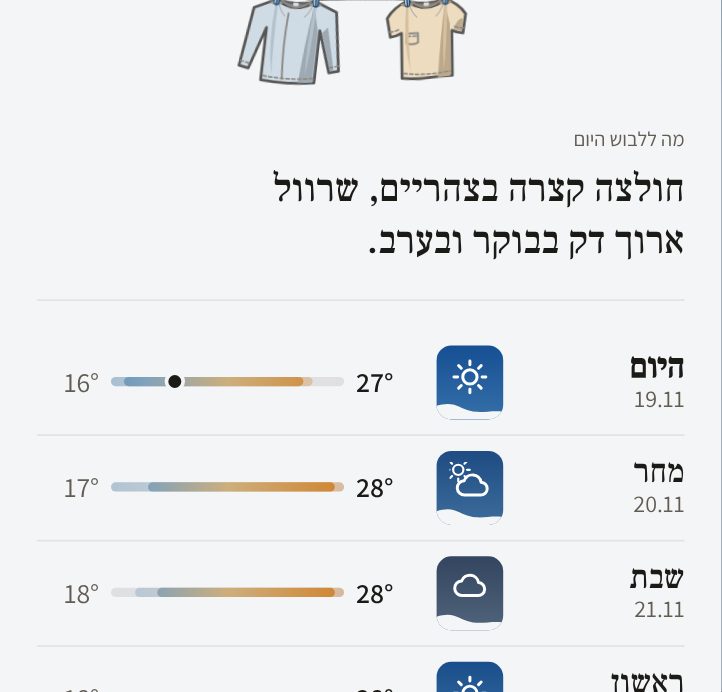 מה ללבוש היום
חולצה קצרה בצהריים, שרוול
ארוך דק בבוקר ובערב.
היום
19.11
27°
16°
מחר
20.11
28°
17°
שבת
21.11
28°
18°
ראשון